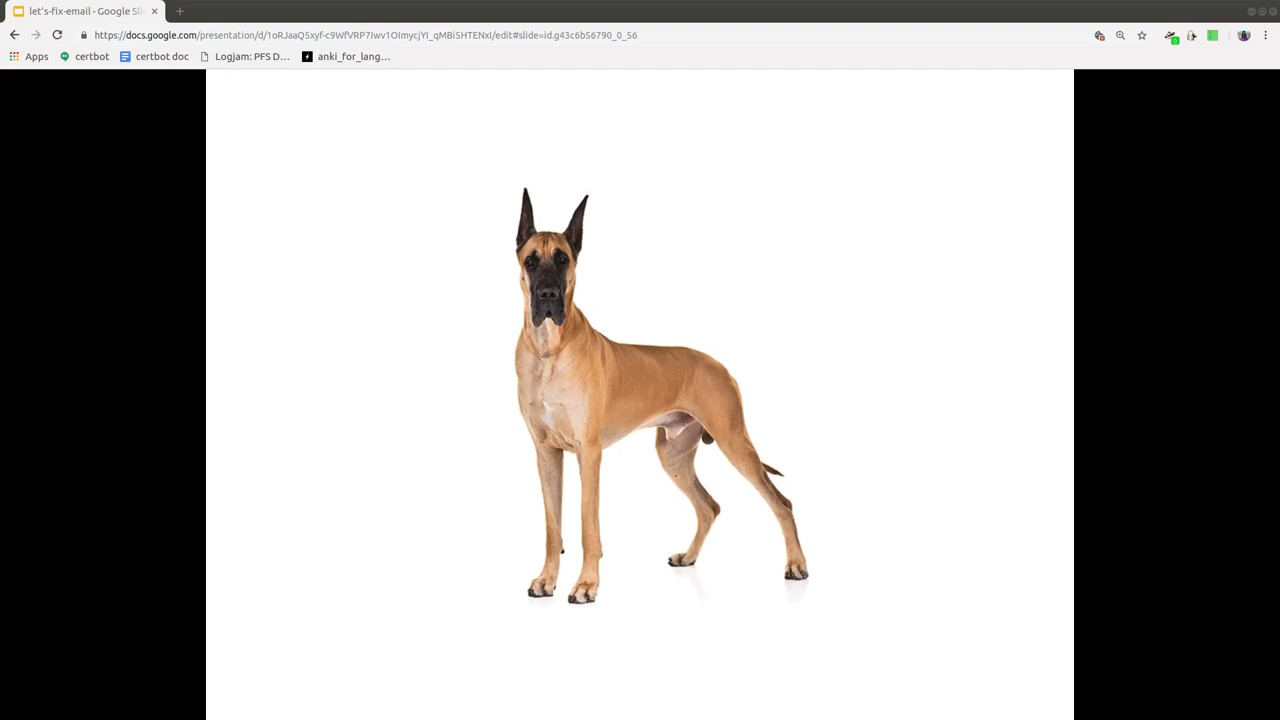 let's-fix-email - Google Sli
https://docs.google.com/presentation/d/1oRJaaQSxyf-c9WfVRP7Iwv1OImycjYI_qMBi5HTENxI/edit#slide=id.g43c6b56790_0_56
Apps
certbot
certbot doc
Logjam: PFS D...
anki_for_lang...
0